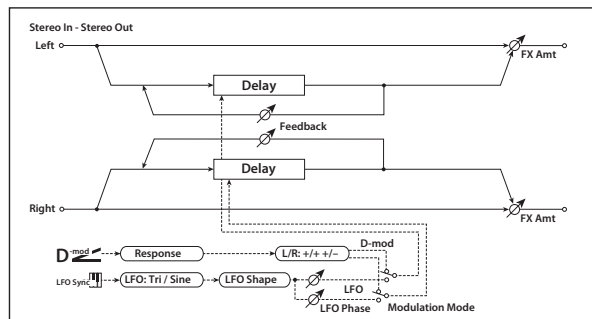 Stereo In - Stereo Out
Left
FX Amt
Delay
Feedback
Delay
Right
FX Amt
D-mod
Response
L/R: +/+ +/–
D-mod
LFO Sync
LFO: Tri / Sine
LFO Shape
LFO
LFO Phase
Modulation Mode